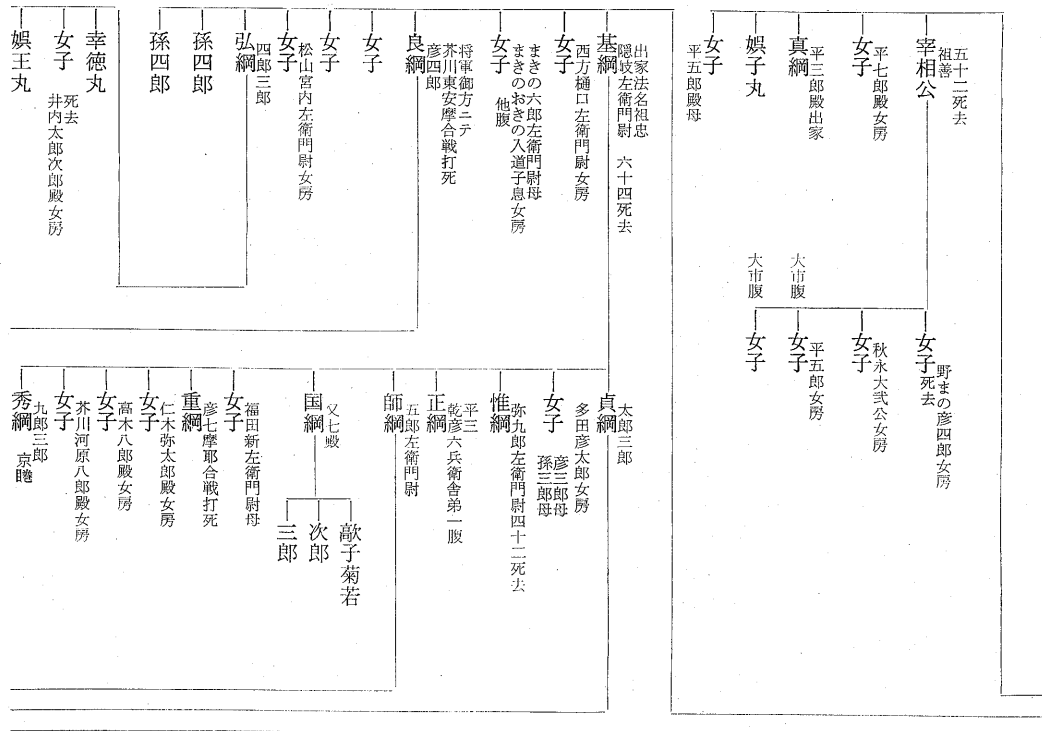 五十二死去
祖善
宰相公
平七郎殿女房
女子
平三郎殿出家
真綱
娯子丸
女子
平五郎殿母
野まの彦四郎女房
女子
死去
秋永大弐公女房
女子
大市腹
平五郎女房
女子
大市腹
女子
出家法名祖忠
隠岐左衛門尉 六十四死去
基綱
西方樋口左衛門尉女房
女子
まきの六郎左衛門尉母
まきのおきの入道子息女房
女子 他腹
将軍御方ニテ
芥川東安摩合戦打死
彦四郎
良綱
女子
女子
松山宮内左衛門尉女房
女子
四郎三郎
弘綱
孫四郎
孫四郎
幸徳丸
女子
死去
井内太郎次郎殿女房
娯王丸
太郎三郎
貞綱
多田彦太郎女房
女子
彦三郎母
孫三郎母
弥九郎左衛門尉四十二死去
惟綱
平三
乾彦六兵衛舎弟一腹
正綱
五郎左衛門尉
師綱
又七殿
国綱
敵子菊若
次郎
三郎
福田新左衛門尉母
女子
彦七摩耶合戦打死
重綱
仁木弥太郎殿女房
女子
高木八郎殿女房
女子
芥川河原八郎殿女房
女子
九郎三郎
秀綱